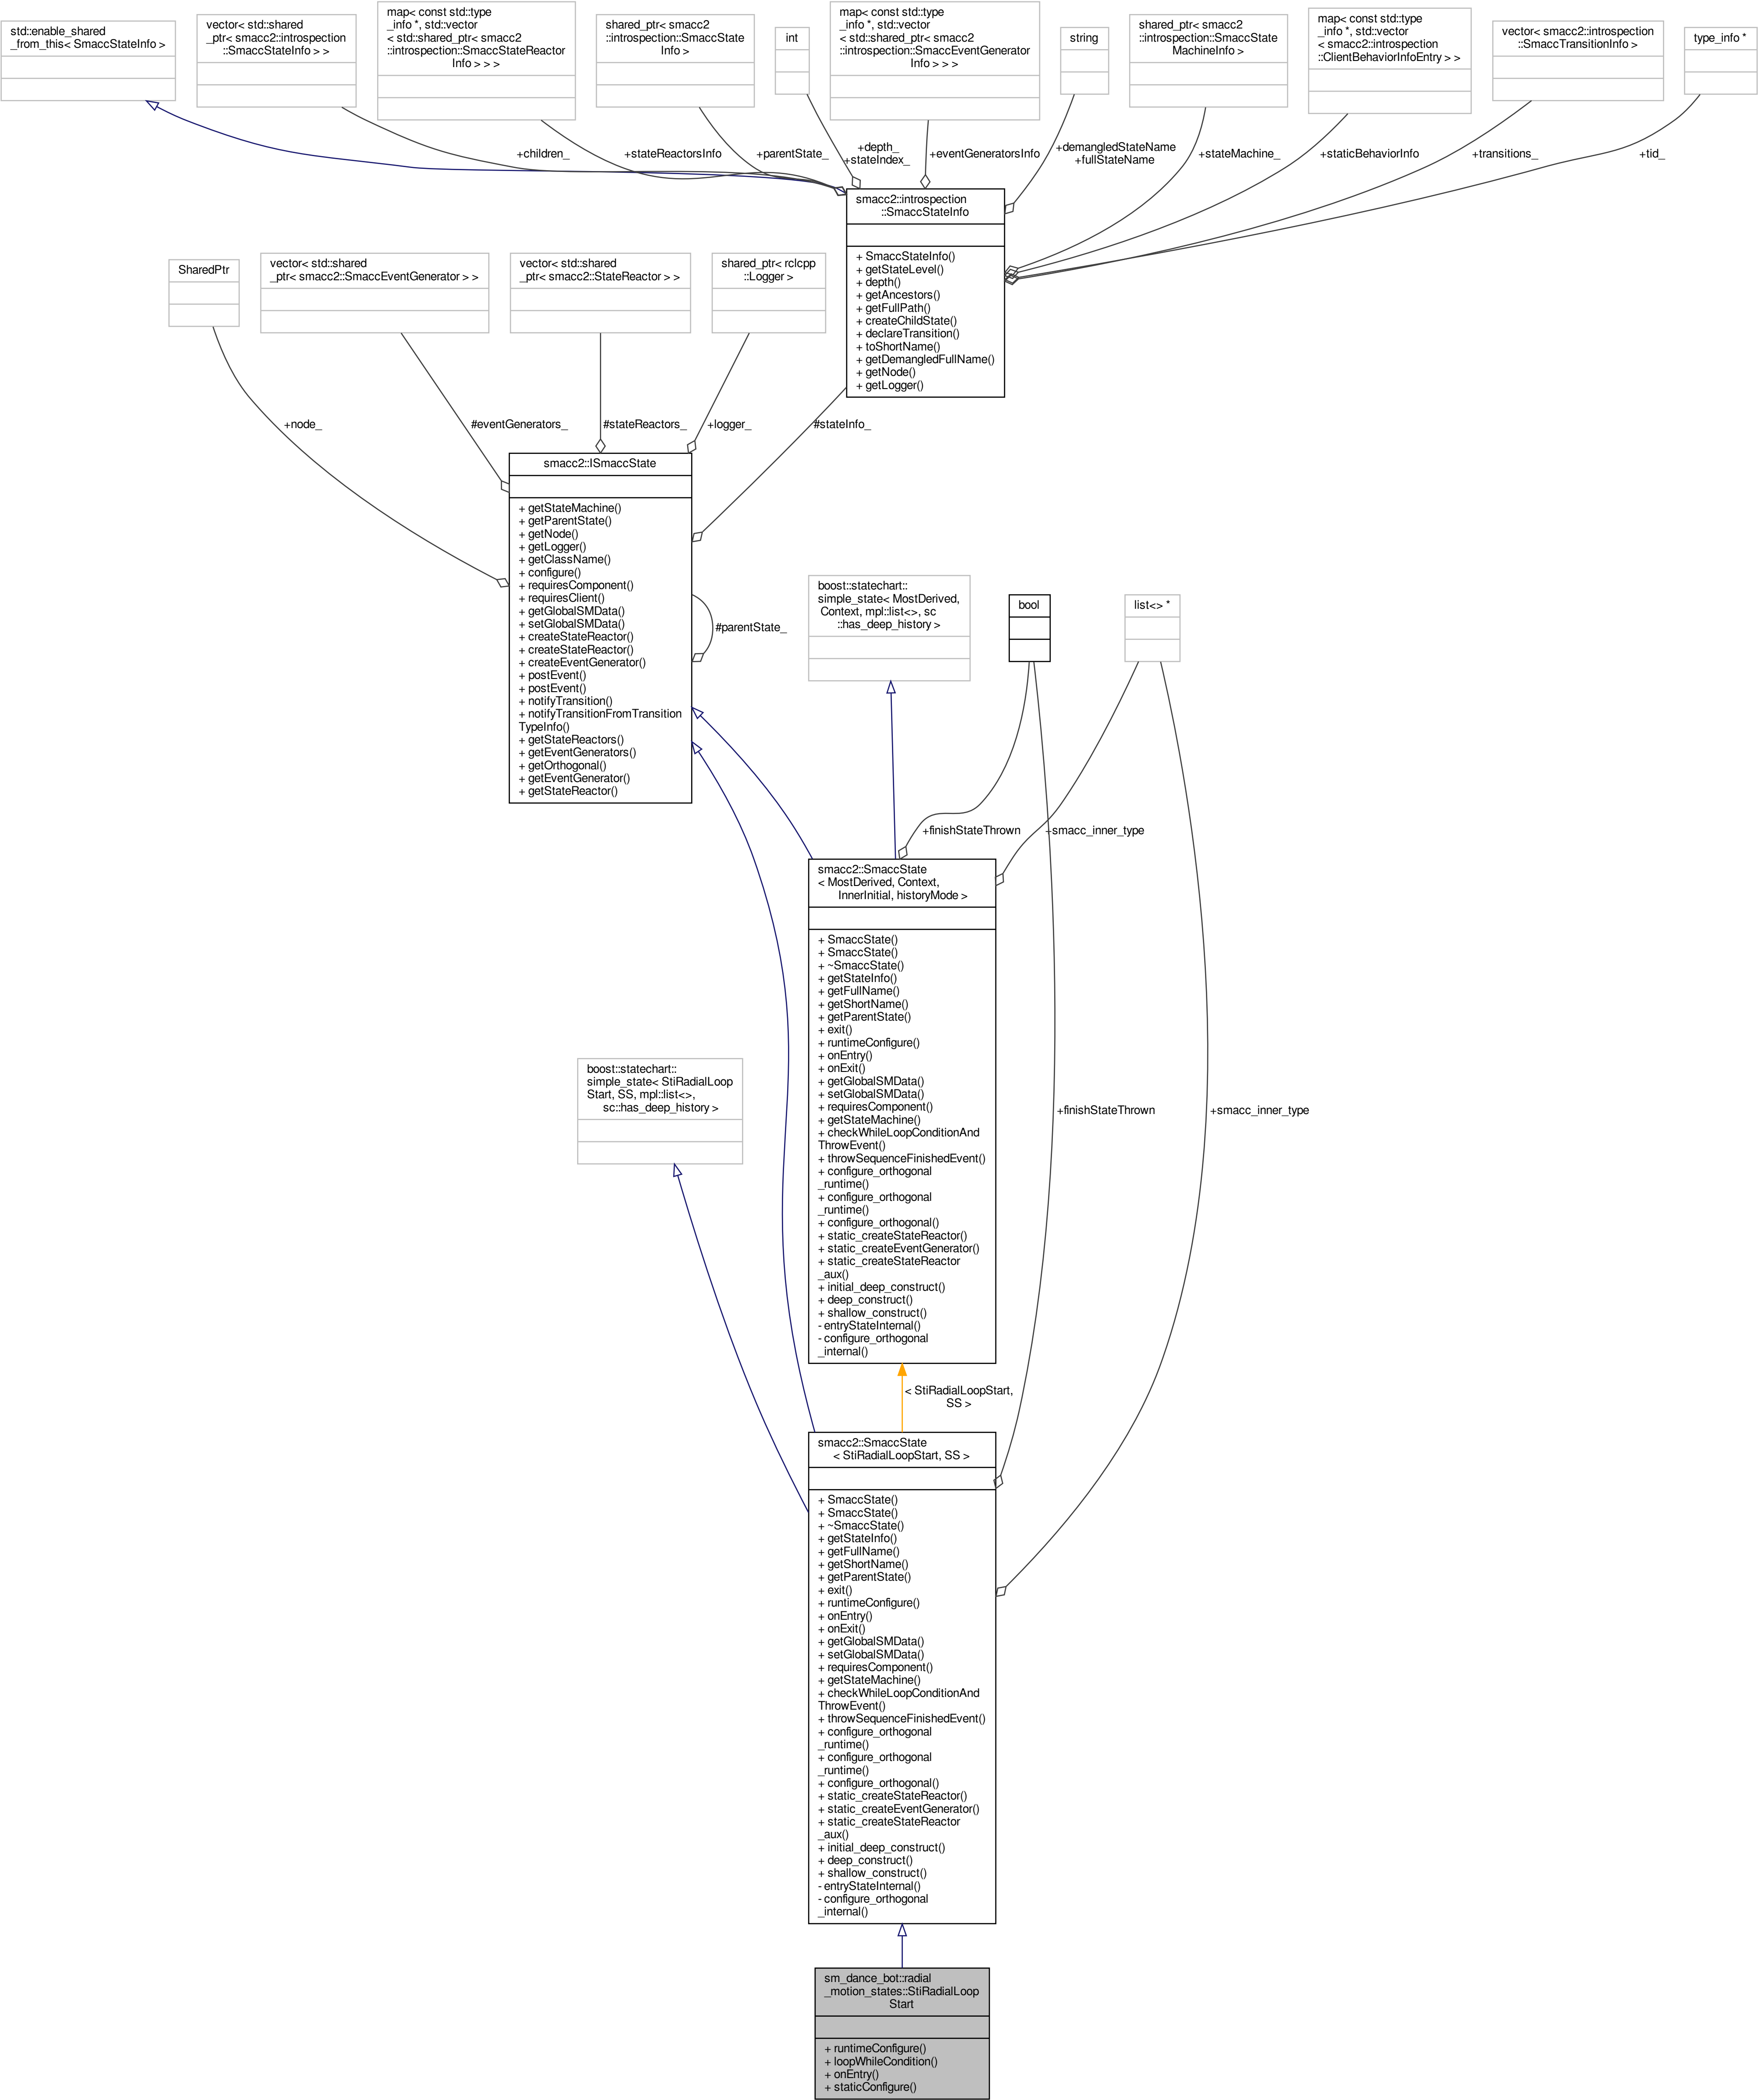 std::enable_shared
_from_this< SmaccStateInfo >
vector< std::shared
_ptr< smacc2::introspection
::SmaccStateInfo > >
map< const std::type
_info *, std::vector
< std::shared_ptr< smacc2
::introspection::SmaccStateReactor
Info > > >
shared_ptr< smacc2
::introspection::SmaccState
Info >
int
map< const std::type
_info *, std::vector
< std::shared_ptr< smacc2
::introspection::SmaccEventGenerator
Info > > >
string
shared_ptr< smacc2
::introspection::SmaccState
MachineInfo >
map< const std::type
_info *, std::vector
< smacc2::introspection
::ClientBehaviorInfoEntry > >
vector< smacc2::introspection
::SmaccTransitionInfo >
type_info *
+children_
+stateReactorsInfo
+parentState_
+depth_
+stateIndex_
+eventGeneratorsInfo
+demangledStateName
+fullStateName
+stateMachine_
+staticBehaviorInfo
+transitions_
+tid_
smacc2::introspection
::SmaccStateInfo
+ SmaccStateInfo()
+ getStateLevel()
+ depth()
+ getAncestors()
+ getFullPath()
+ createChildState()
+ declareTransition()
+ toShortName()
+ getDemangledFullName()
+ getNode()
+ getLogger()
SharedPtr
vector< std::shared
_ptr< smacc2::SmaccEventGenerator > >
vector< std::shared
_ptr< smacc2::StateReactor > >
shared_ptr< rclcpp
::Logger >
+node_
#eventGenerators_
#stateReactors_
+logger_
#stateInfo_
smacc2::ISmaccState
+ getStateMachine()
+ getParentState()
+ getNode()
+ getLogger()
+ getClassName()
+ configure()
+ requiresComponent()
+ requiresClient()
+ getGlobalSMData()
+ setGlobalSMData()
+ createStateReactor()
+ createStateReactor()
+ createEventGenerator()
+ postEvent()
+ postEvent()
+ notifyTransition()
+ notifyTransitionFromTransition
TypeInfo()
+ getStateReactors()
+ getEventGenerators()
+ getOrthogonal()
+ getEventGenerator()
+ getStateReactor()
#parentState_
boost::statechart::
simple_state< MostDerived,
Context, mpl::list<>, sc
::has_deep_history >
bool
list<> *
+finishStateThrown
+smacc_inner_type
smacc2::SmaccState
< MostDerived, Context,
InnerInitial, historyMode >
+ SmaccState()
+ SmaccState()
+ ~SmaccState()
+ getStateInfo()
+ getFullName()
+ getShortName()
+ getParentState()
+ exit()
+ runtimeConfigure()
+ onEntry()
+ onExit()
+ getGlobalSMData()
+ setGlobalSMData()
+ requiresComponent()
+ getStateMachine()
+ checkWhileLoopConditionAnd
ThrowEvent()
+ throwSequenceFinishedEvent()
+ configure_orthogonal
_runtime()
+ configure_orthogonal
_runtime()
+ configure_orthogonal()
+ static_createStateReactor()
+ static_createEventGenerator()
+ static_createStateReactor
_aux()
+ initial_deep_construct()
+ deep_construct()
+ shallow_construct()
- entryStateInternal()
- configure_orthogonal
_internal()
boost::statechart::
simple_state< StiRadialLoop
Start, SS, mpl::list<>,
sc::has_deep_history >
+finishStateThrown
+smacc_inner_type
< StiRadialLoopStart,
SS >
smacc2::SmaccState
< StiRadialLoopStart, SS >
+ SmaccState()
+ SmaccState()
+ ~SmaccState()
+ getStateInfo()
+ getFullName()
+ getShortName()
+ getParentState()
+ exit()
+ runtimeConfigure()
+ onEntry()
+ onExit()
+ getGlobalSMData()
+ setGlobalSMData()
+ requiresComponent()
+ getStateMachine()
+ checkWhileLoopConditionAnd
ThrowEvent()
+ throwSequenceFinishedEvent()
+ configure_orthogonal
_runtime()
+ configure_orthogonal
_runtime()
+ configure_orthogonal()
+ static_createStateReactor()
+ static_createEventGenerator()
+ static_createStateReactor
_aux()
+ initial_deep_construct()
+ deep_construct()
+ shallow_construct()
- entryStateInternal()
- configure_orthogonal
_internal()
sm_dance_bot::radial
_motion_states::StiRadialLoop
Start
+ runtimeConfigure()
+ loopWhileCondition()
+ onEntry()
+ staticConfigure()